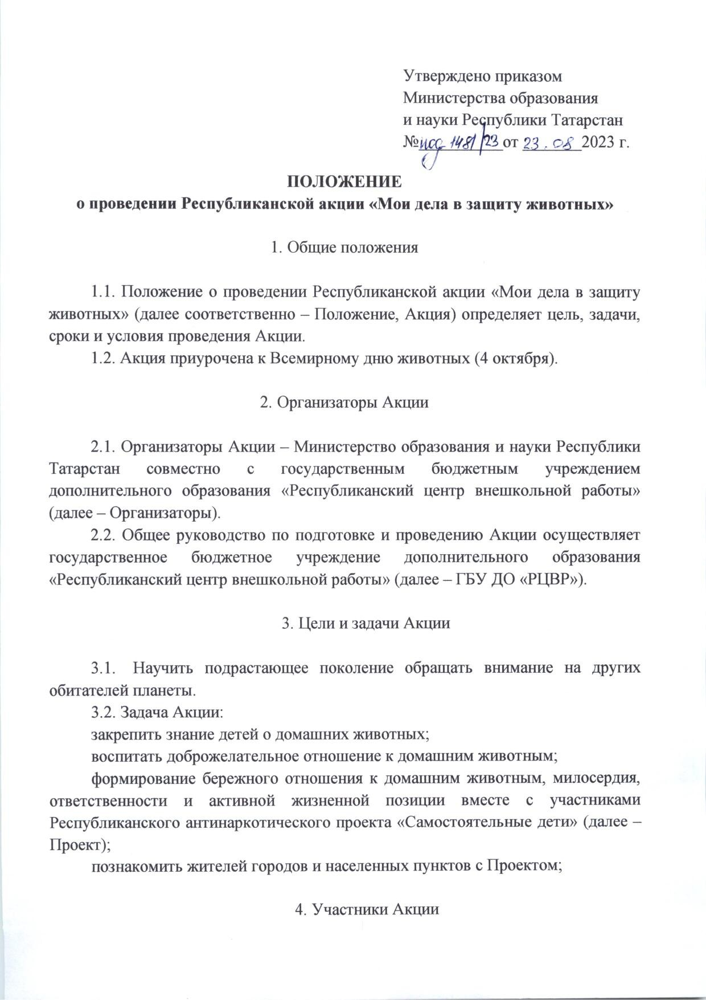 Утверждено приказом
Министерства образования
и науки Республики Татарстан
№ под-1481/23 от 23.08 2023 г.
ПОЛОЖЕНИЕ
о проведении Республиканской акции «Мои дела в защиту животных»
1. Общие положения
1.1. Положение о проведении Республиканской акции «Мои дела в защиту
животных» (далее соответственно – Положение, Акция) определяет цель, задачи,
сроки и условия проведения Акции.
1.2. Акция приурочена к Всемирному дню животных (4 октября).
2. Организаторы Акции
2.1. Организаторы Акции – Министерство образования и науки Республики
Татарстан совместно с государственным бюджетным учреждением
дополнительного образования «Республиканский центр внешкольной работы»
(далее – Организаторы).
2.2. Общее руководство по подготовке и проведению Акции осуществляет
государственное бюджетное учреждение дополнительного образования
«Республиканский центр внешкольной работы» (далее – ГБУ ДО «РЦВР»).
3. Цели и задачи Акции
3.1. Научить подрастающее поколение обращать внимание на других
обитателей планеты.
3.2. Задача Акции:
закрепить знание детей о домашних животных;
воспитать доброжелательное отношение к домашним животным;
формирование бережного отношения к домашним животным, милосердия,
ответственности и активной жизненной позиции вместе с участниками
Республиканского антинаркотического проекта «Самостоятельные дети» (далее –
Проект);
познакомить жителей городов и населенных пунктов с Проектом;
4. Участники Акции